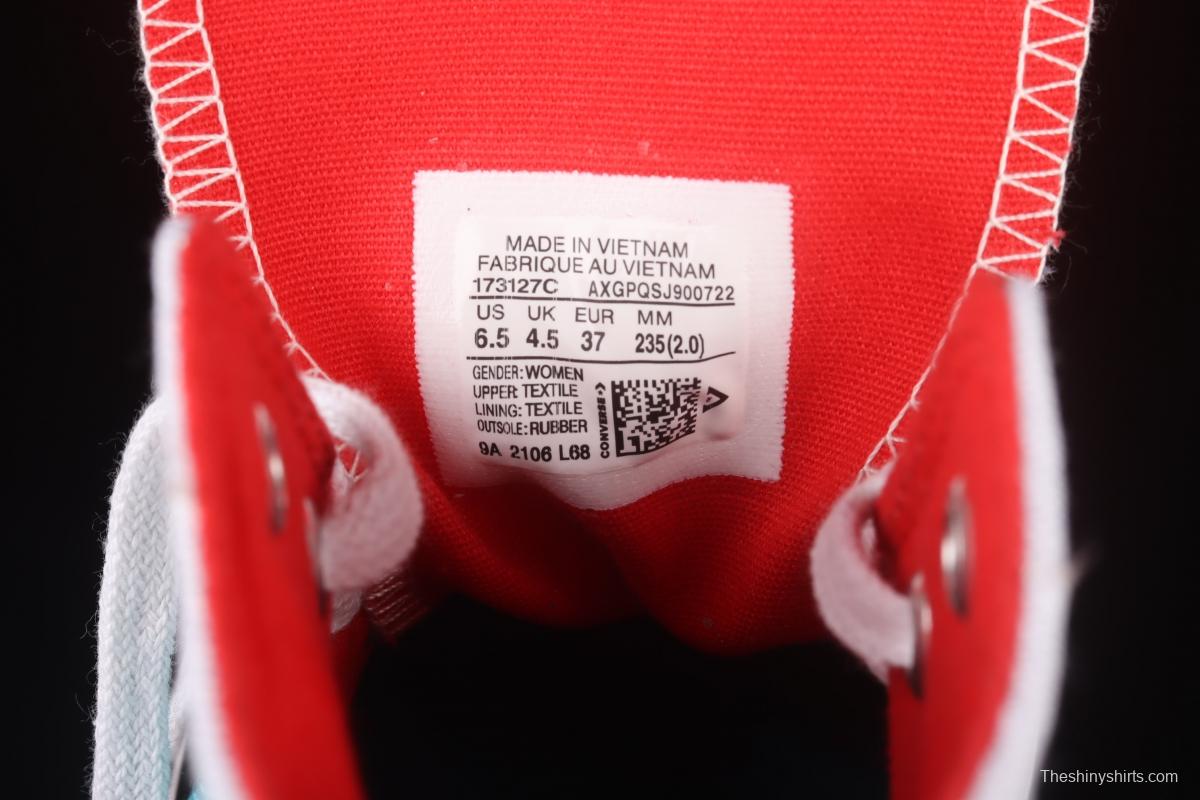 MADE IN VIETNAM
FABRIQUE AU VIETNAM
173127C AXGPQSJ900722
US UK EUR MM
6.5 4.5 37 235(2.0)
GENDER: WOMEN
UPPER: TEXTILE
LINING: TEXTILE
OUTSOLE: RUBBER
CONVERSE
9A 2106 L68
Theshinyshirts.com